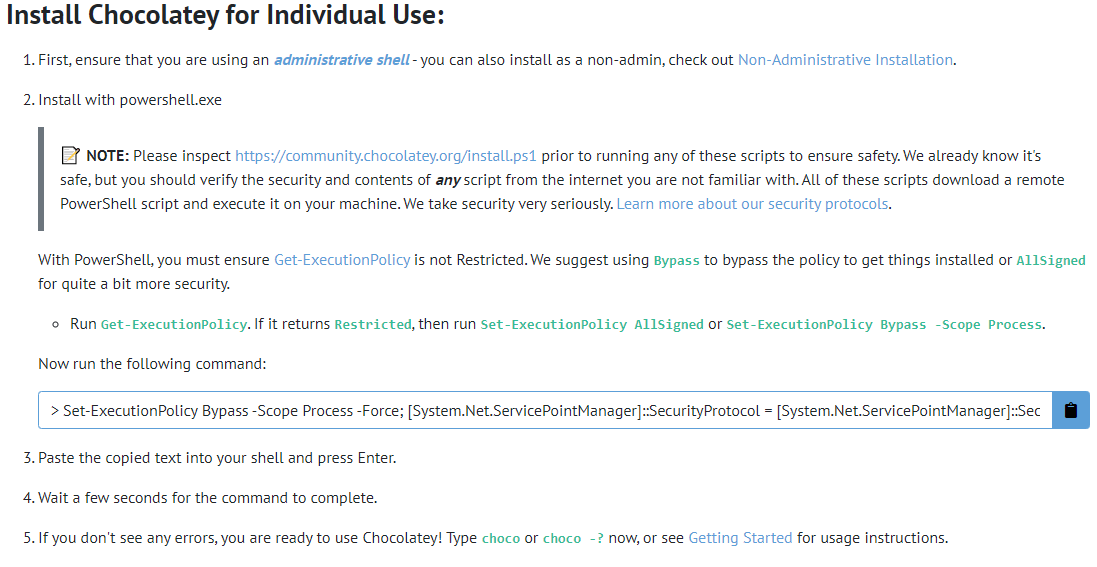 Install Chocolatey for Individual Use:
1. First, ensure that you are using an administrative shell - you can also install as a non-admin, check out Non-Administrative Installation.
2. Install with powershell.exe
NOTE: Please inspect https://community.chocolatey.org/install.ps1 prior to running any of these scripts to ensure safety. We already know it's
safe, but you should verify the security and contents of any script from the internet you are not familiar with. All of these scripts download a remote
PowerShell script and execute it on your machine. We take security very seriously. Learn more about our security protocols.
With PowerShell, you must ensure Get-ExecutionPolicy is not Restricted. We suggest using Bypass to bypass the policy to get things installed or AllSigned
for quite a bit more security.
Run Get-ExecutionPolicy. If it returns Restricted, then run Set-ExecutionPolicy AllSigned or Set-ExecutionPolicy Bypass -Scope Process.
Now run the following command:
> Set-ExecutionPolicy Bypass -Scope Process -Force; [System.Net.ServicePointManager]::SecurityProtocol = [System.Net.ServicePointManager]::Sec
3. Paste the copied text into your shell and press Enter.
4. Wait a few seconds for the command to complete.
5. If you don't see any errors, you are ready to use Chocolatey! Type choco or choco -? now, or see Getting Started for usage instructions.